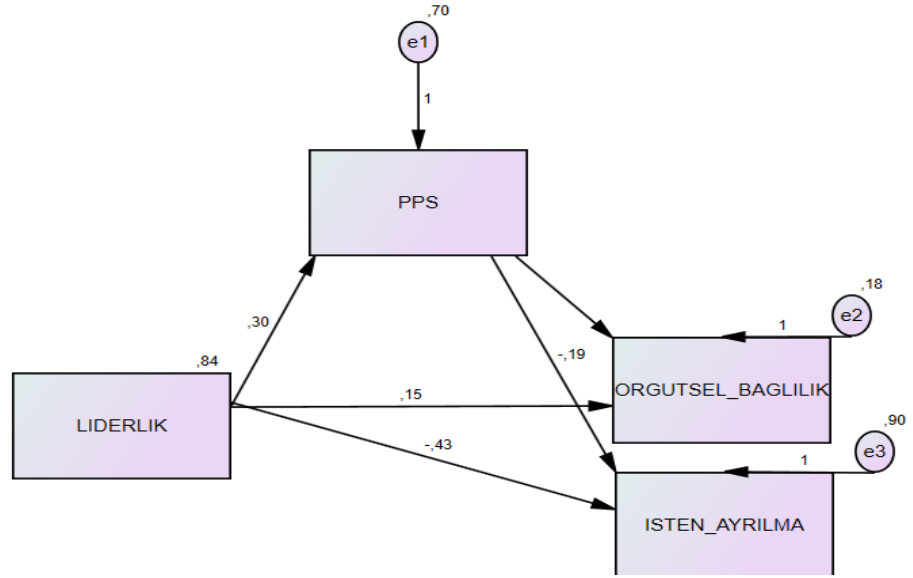 ,70
e1
1
PPS
,18
e2
1
,30
-,19
,84
ORGUTSEL_BAGLILIK
,15
LIDERLIK
,90
e3
-,43
1
ISTEN_AYRILMA